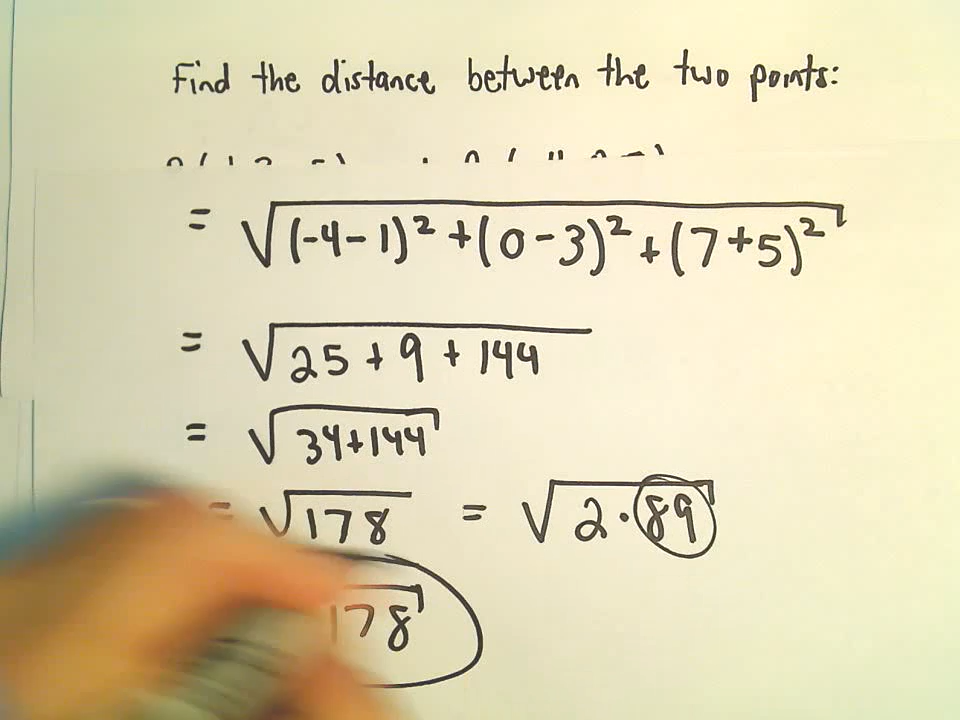 Find the distance between the two points:
= √(-4-1)² + (0-3)² + (7+5)²
= √25 + 9 + 144
= √34+144
= √178 = √2·89
178